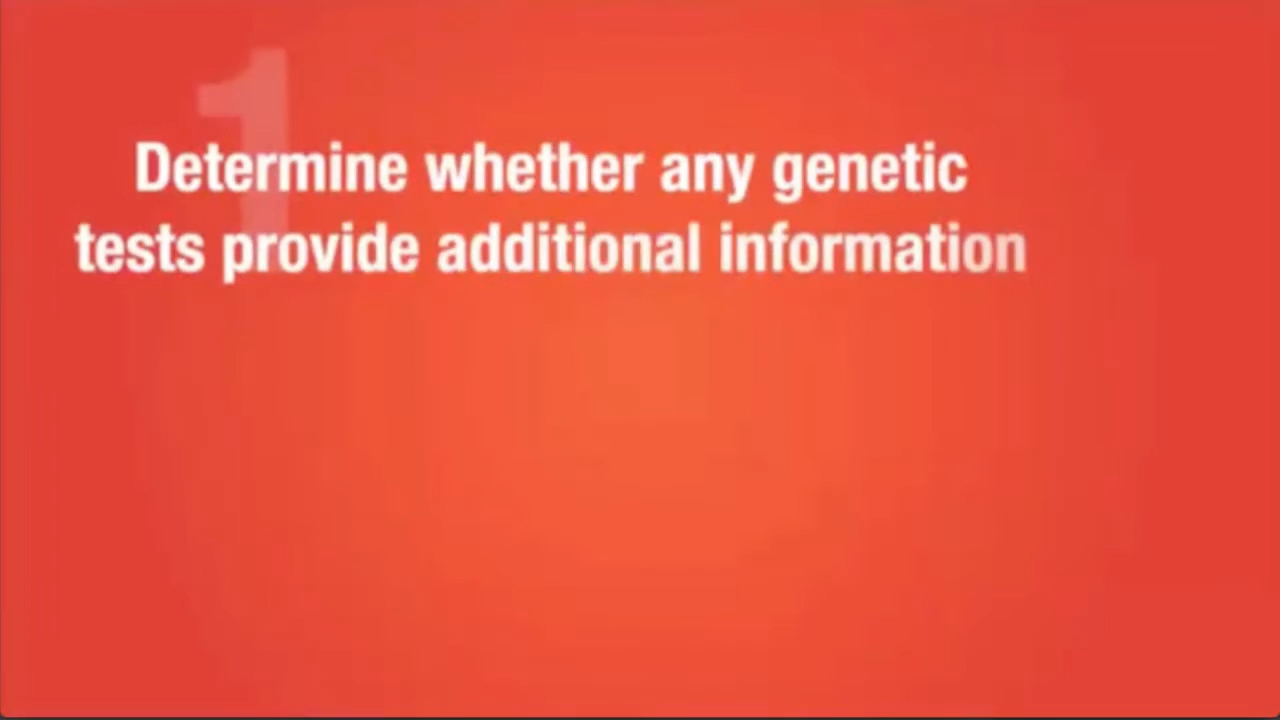 1
Determine whether any genetic
tests provide additional information